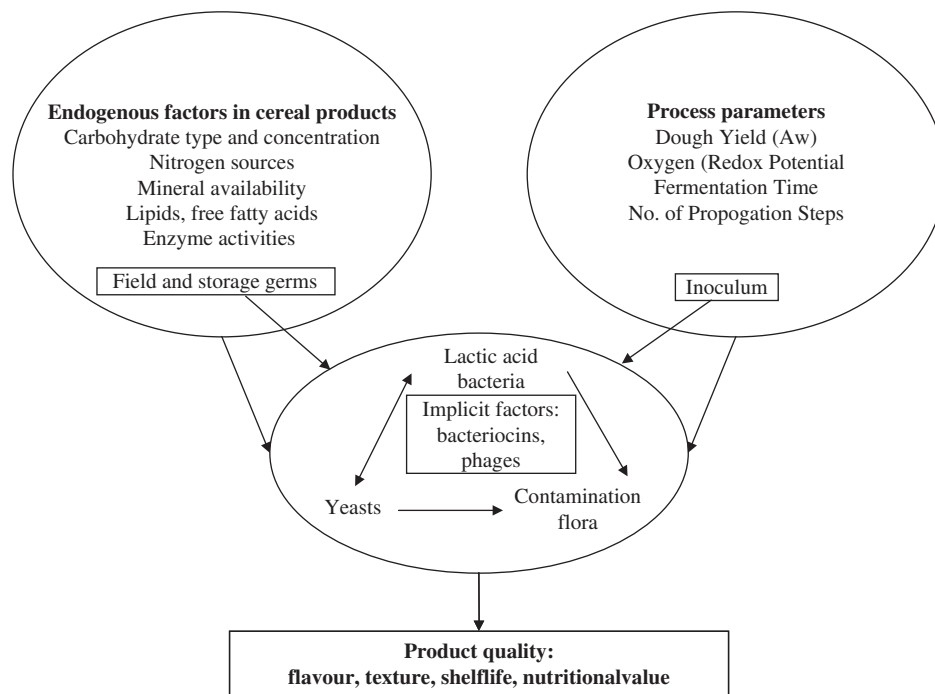 Endogenous factors in cereal products
Carbohydrate type and concentration
Nitrogen sources
Mineral availability
Lipids, free fatty acids
Enzyme activities
Field and storage germs
Process parameters
Dough Yield (Aw)
Oxygen (Redox Potential
Fermentation Time
No. of Propogation Steps
Inoculum
Lactic acid
bacteria
Implicit factors:
bacteriocins,
phages
Yeasts
Contamination
flora
Product quality:
flavour, texture, shelflife, nutritionalvalue